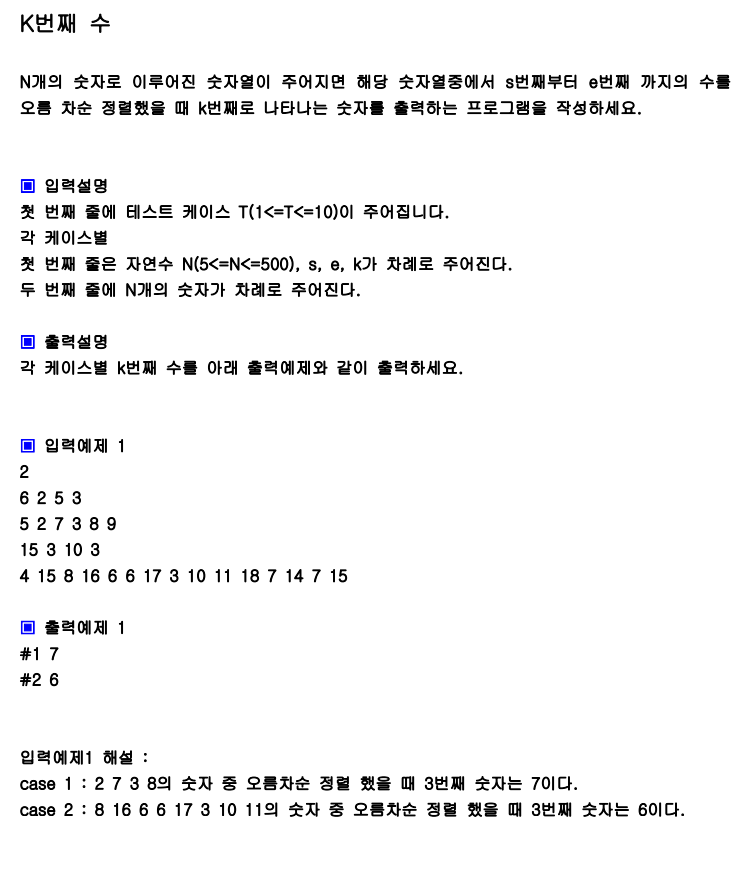 K번째 수
N개의 숫자로 이루어진 숫자열이 주어지면 해당 숫자열중에서 s번째부터 e번째 까지의 수를
오름 차순 정렬했을 때 k번째로 나타나는 숫자를 출력하는 프로그램을 작성하세요.
▣ 입력설명
첫 번째 줄에 테스트 케이스 T(1<=T<=10)이 주어집니다.
각 케이스별
첫 번째 줄은 자연수 N(5<=N<=500), s, e, k가 차례로 주어진다.
두 번째 줄에 N개의 숫자가 차례로 주어진다.
▣ 출력설명
각 케이스별 k번째 수를 아래 출력예제와 같이 출력하세요.
▣ 입력예제 1
2
6 2 5 3
5 2 7 3 8 9
15 3 10 3
4 15 8 16 6 6 17 3 10 11 18 7 14 7 15
▣ 출력예제 1
#1 7
#2 6
입력예제1 해설 :
case 1 : 2 7 3 8의 숫자 중 오름차순 정렬 했을 때 3번째 숫자는 7이다.
case 2 : 8 16 6 6 17 3 10 11의 숫자 중 오름차순 정렬 했을 때 3번째 숫자는 6이다.